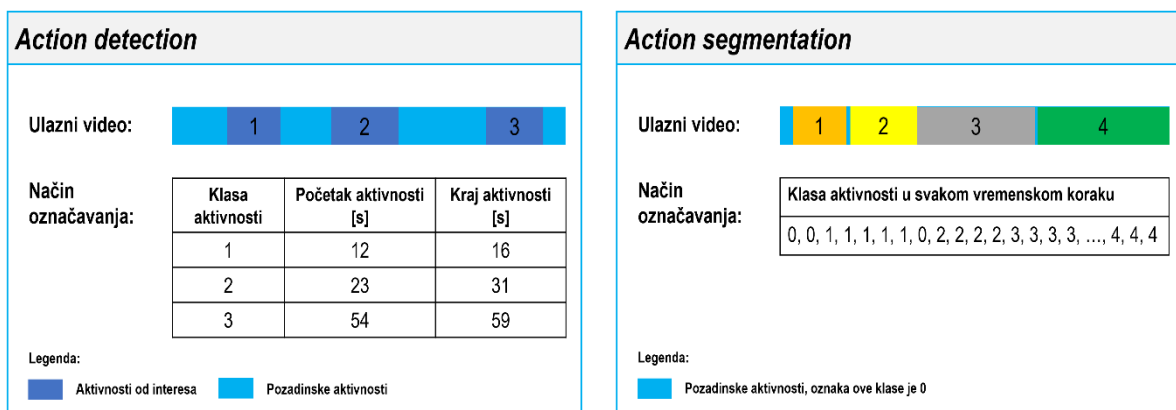 Action detection
Ulazni video:
1 2 3
Način
označavanja:
Klasa
aktivnosti
Početak aktivnosti
[s]
Kraj aktivnosti
[s]
1 12 16
2 23 31
3 54 59
Legenda:
Aktivnosti od interesa Pozadinske aktivnosti
Action segmentation
Ulazni video:
1 2 3 4
Način
označavanja:
Klasa aktivnosti u svakom vremenskom koraku
0, 0, 1, 1, 1, 1, 1, 0, 2, 2, 2, 2, 3, 3, 3, 3, …, 4, 4, 4
Legenda:
Pozadinske aktivnosti, oznaka ove klase je 0